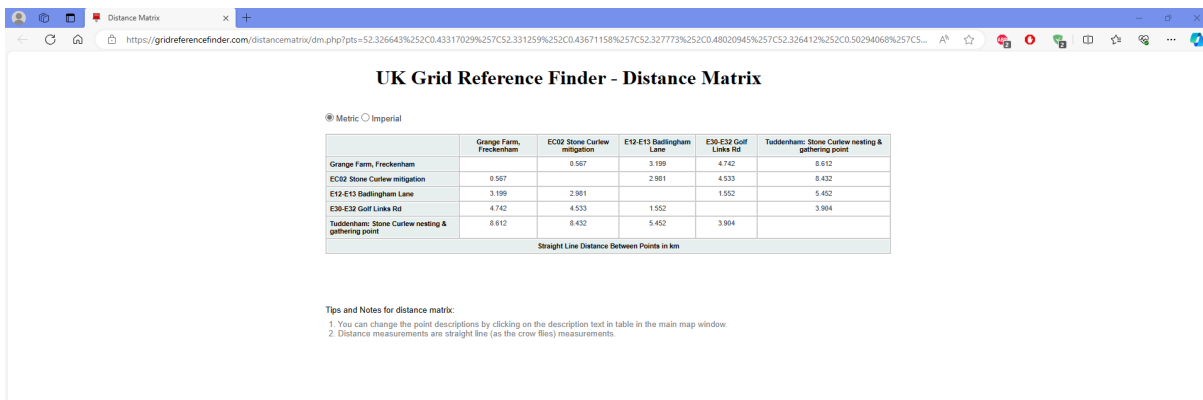 Distance Matrix
https://gridreferencefinder.com/distancematrix/dm.php?pts=52.326643%252C0.43317029%257C52.331259%252C0.43671158%257C52.327773%252C0.48020945%257C52.326412%252C0.50294068%257C5...
UK Grid Reference Finder - Distance Matrix
Metric Imperial
Grange Farm, Freckenham EC02 Stone Curlew mitigation E12-E13 Badlingham Lane E30-E32 Golf Links Rd Tuddenham: Stone Curlew nesting & gathering point
Grange Farm, Freckenham 0.567 3.199 4.742 8.612
EC02 Stone Curlew mitigation 0.567 2.981 4.533 8.432
E12-E13 Badlingham Lane 3.199 2.981 1.552 5.452
E30-E32 Golf Links Rd 4.742 4.533 1.552 3.904
Tuddenham: Stone Curlew nesting & gathering point 8.612 8.432 5.452 3.904
Straight Line Distance Between Points in km
Tips and Notes for distance matrix:
1. You can change the point descriptions by clicking on the description text in table in the main map window.
2. Distance measurements are straight line (as the crow flies) measurements.